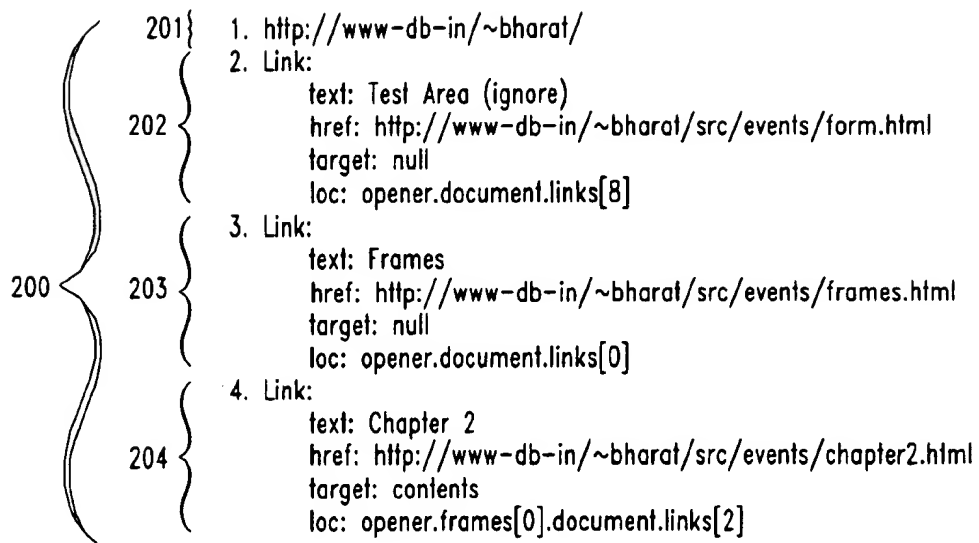 201 1. http://www-db-in/~bharat/
2. Link:
text: Test Area (ignore)
202 href: http://www-db-in/~bharat/src/events/form.html
target: null
loc: opener.document.links[8]
3. Link:
text: Frames
200 203 href: http://www-db-in/~bharat/src/events/frames.html
target: null
loc: opener.document.links[0]
4. Link:
text: Chapter 2
204 href: http://www-db-in/~bharat/src/events/chapter2.html
target: contents
loc: opener.frames[0].document.links[2]